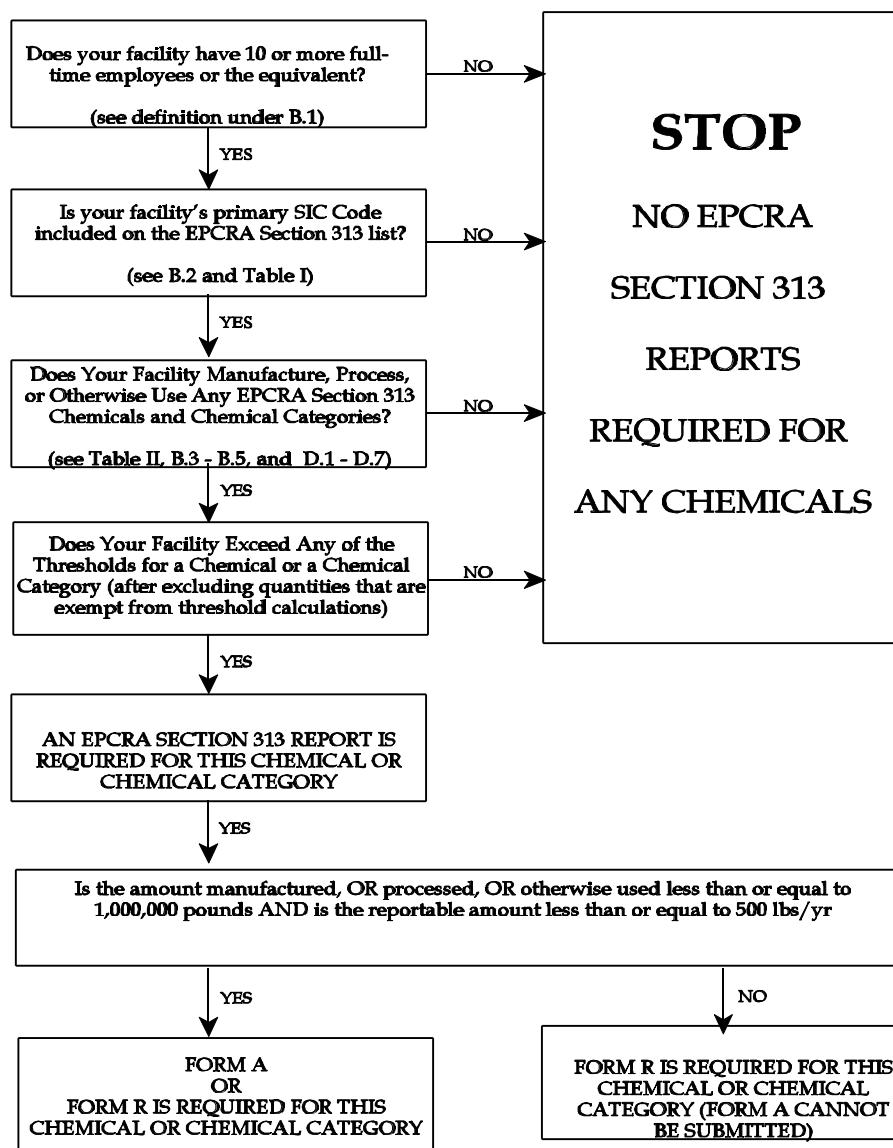 Does your facility have 10 or more full-
time employees or the equivalent?
(see definition under B.1)
NO
YES
Is your facility's primary SIC Code
included on the EPCRA Section 313 list?
(see B.2 and Table I)
NO
YES
Does Your Facility Manufacture, Process,
or Otherwise Use Any EPCRA Section 313
Chemicals and Chemical Categories?
(see Table II, B.3 - B.5, and D.1 - D.7)
NO
YES
Does Your Facility Exceed Any of the
Thresholds for a Chemical or a Chemical
Category (after excluding quantities that are
exempt from threshold calculations)
NO
STOP
NO EPCRA
SECTION 313
REPORTS
REQUIRED FOR
ANY CHEMICALS
YES
AN EPCRA SECTION 313 REPORT IS
REQUIRED FOR THIS CHEMICAL OR
CHEMICAL CATEGORY
YES
Is the amount manufactured, OR processed, OR otherwise used less than or equal to
1,000,000 pounds AND is the reportable amount less than or equal to 500 lbs/yr
YES
NO
FORM A
OR
FORM R IS REQUIRED FOR THIS
CHEMICAL OR CHEMICAL CATEGORY
FORM R IS REQUIRED FOR THIS
CHEMICAL OR CHEMICAL
CATEGORY (FORM A CANNOT
BE SUBMITTED)